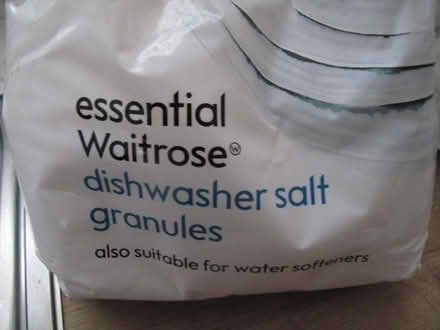 essential
Waitrose
dishwasher salt
granules
also suitable for water softeners